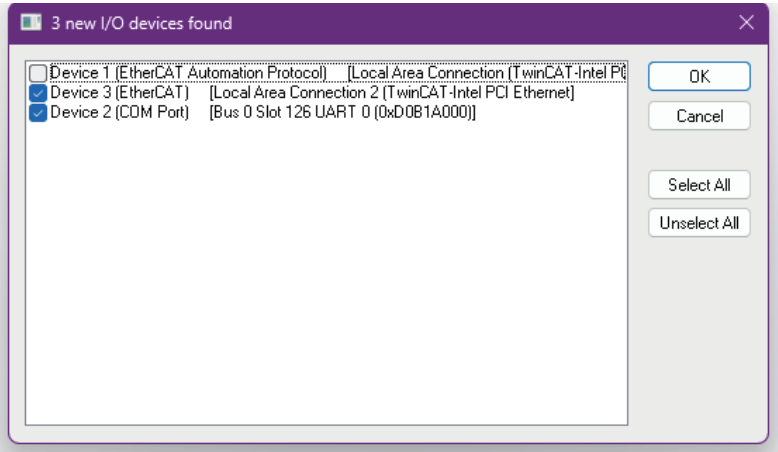 3 new I/O devices found
Device 1 (EtherCAT Automation Protocol) [Local Area Connection (TwinCAT-Intel
Device 3 (EtherCAT) [Local Area Connection 2 (TwinCAT-Intel PCI Ethernet]
Device 2 (COM Port) [Bus 0 Slot 126 UART 0 (0xD0B1A000)]
OK
Cancel
Select All
Unselect All